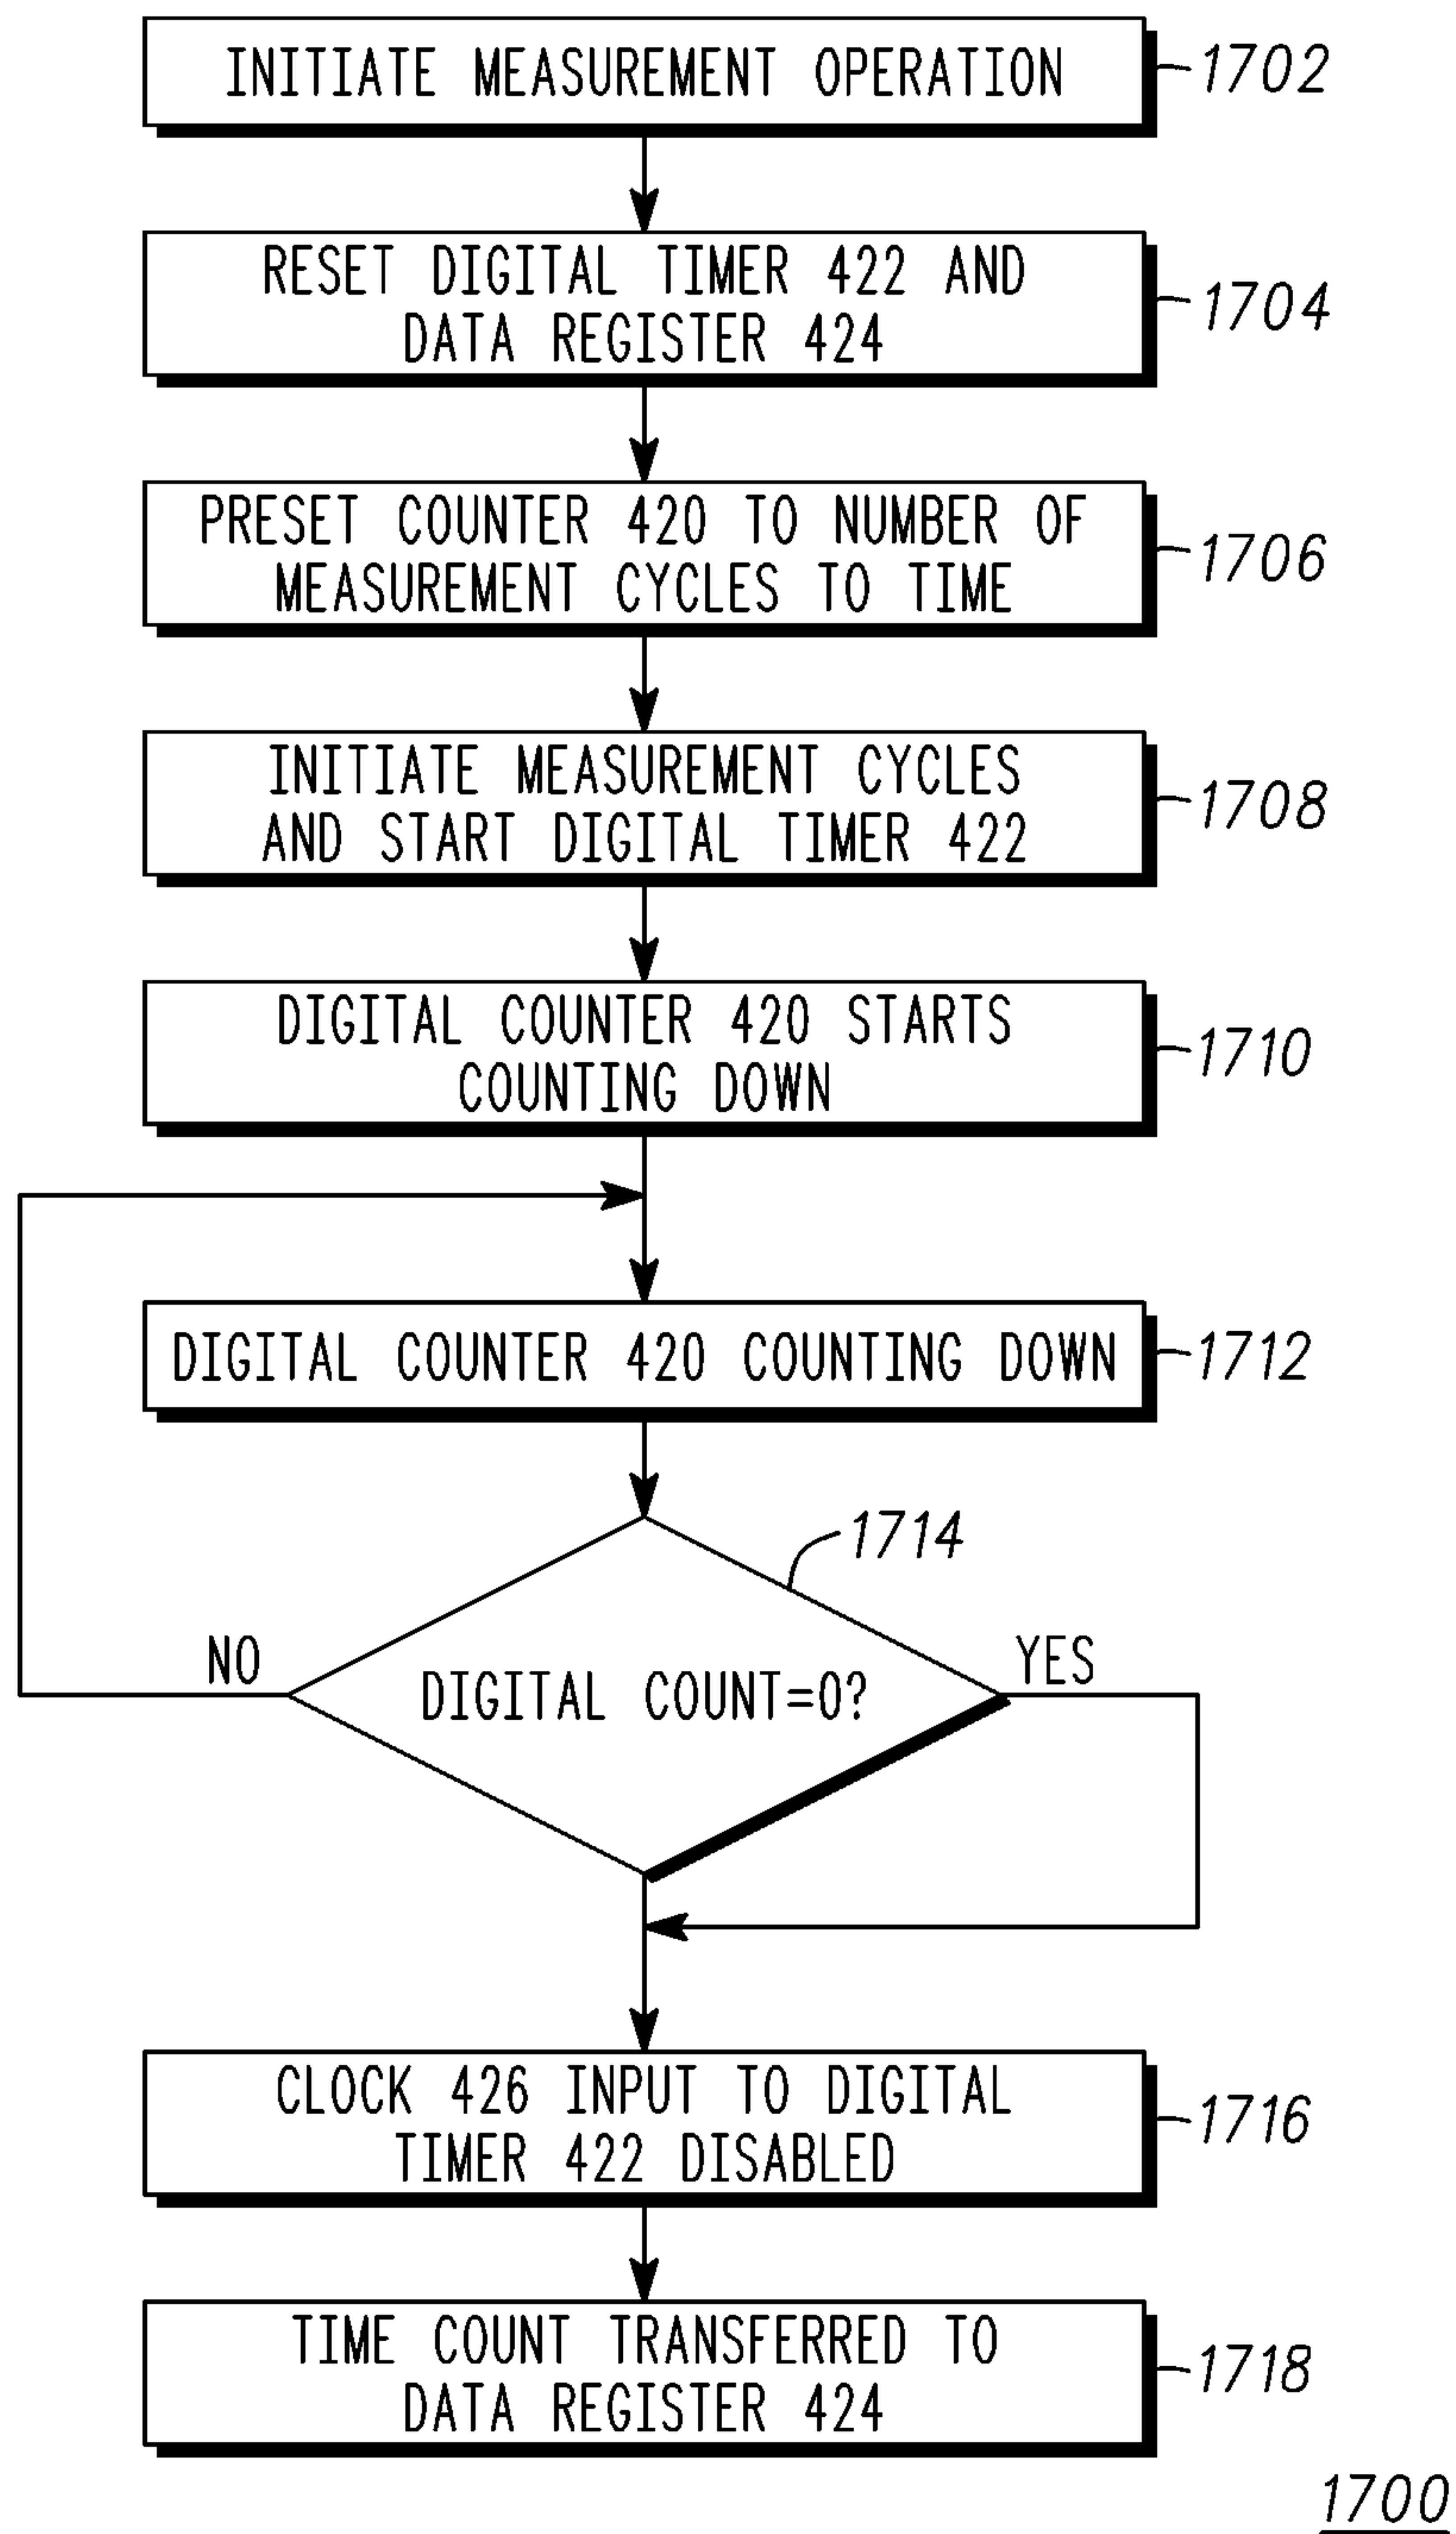 INITIATE MEASUREMENT OPERATION
1702
RESET DIGITAL TIMER 422 AND
DATA REGISTER 424
1704
PRESET COUNTER 420 TO NUMBER OF
MEASUREMENT CYCLES TO TIME
1706
INITIATE MEASUREMENT CYCLES
AND START DIGITAL TIMER 422
1708
DIGITAL COUNTER 420 STARTS
COUNTING DOWN
1710
DIGITAL COUNTER 420 COUNTING DOWN
1712
1714
NO
YES
DIGITAL COUNT=0?
CLOCK 426 INPUT TO DIGITAL
TIMER 422 DISABLED
1716
TIME COUNT TRANSFERRED TO
DATA REGISTER 424
1718
1700